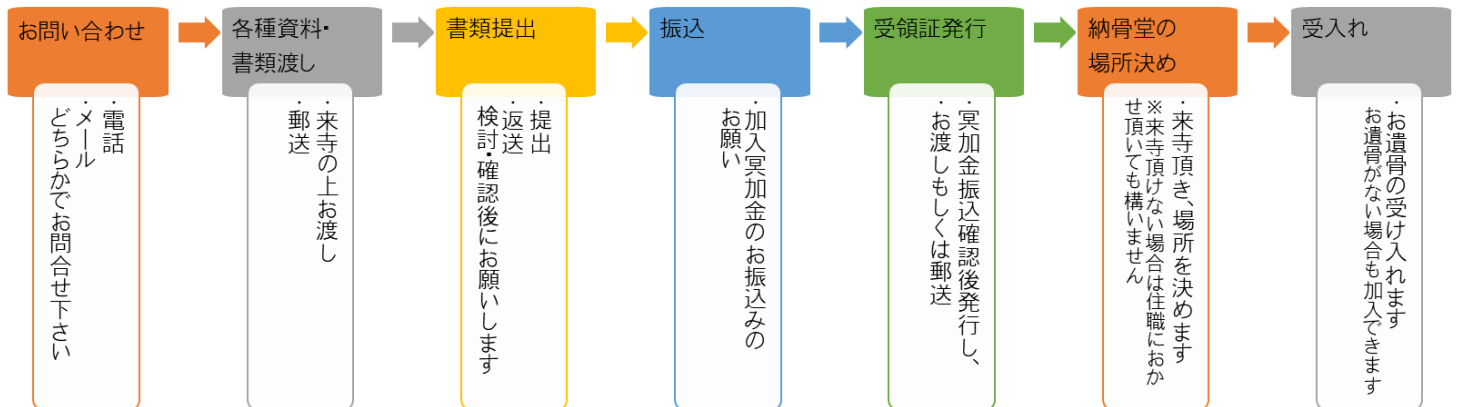 お問い合わせ
・電話
・メール
どちらかでお問合せ下さい
各種資料・
書類渡し
・来寺の上お渡し
・郵送
書類提出
・提出
・返送
検討・確認後にお願いします
振込
・加入冥加金のお振込みの
お願い
受領証発行
・冥加金振込確認後発行し、
・お渡しもしくは郵送
納骨堂の
場所決め
・来寺頂き、場所を決めます
※来寺頂けない場合は住職におか
せ頂いても構いません
受入れ
・お遺骨の受け入れます
お遺骨がない場合も加入できます